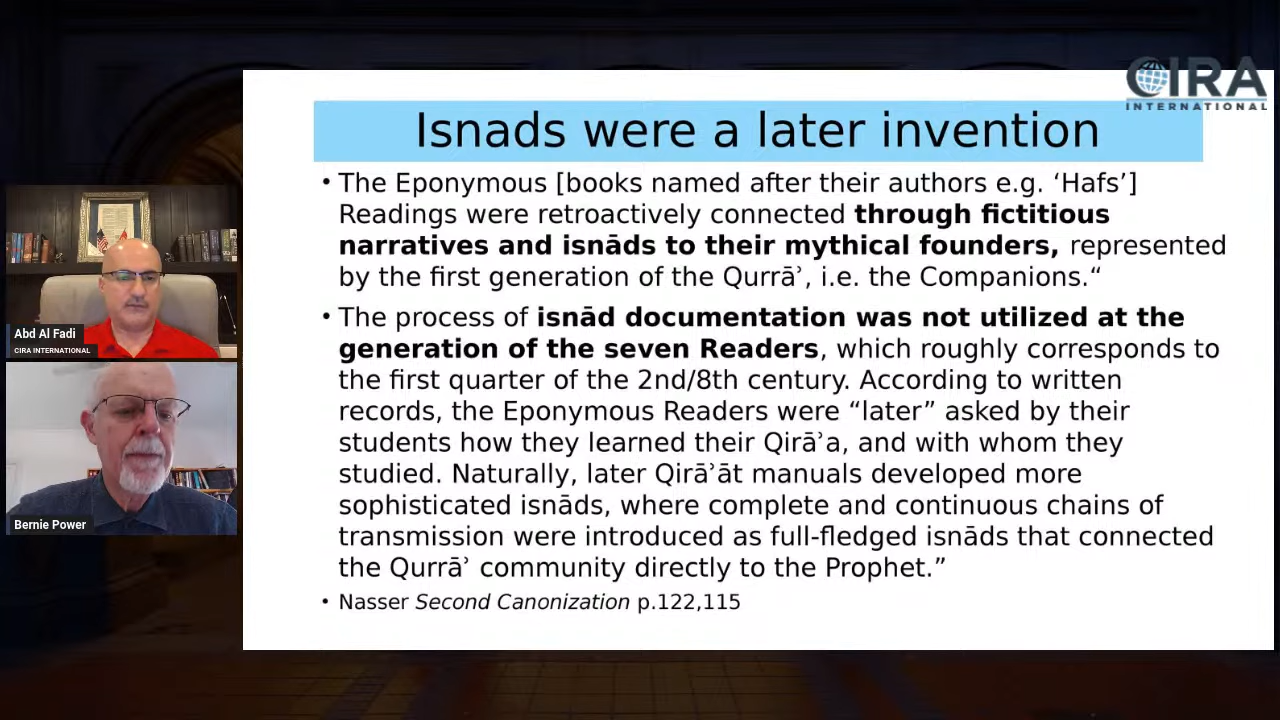 CIRA
INTERNATIONAL
Isnads were a later invention
• The Eponymous [books named after their authors e.g. ‘Hafs’]
Readings were retroactively connected through fictitious
narratives and isnāds to their mythical founders, represented
by the first generation of the Qurrāʾ, i.e. the Companions.“
• The process of isnād documentation was not utilized at the
generation of the seven Readers, which roughly corresponds to
the first quarter of the 2nd/8th century. According to written
records, the Eponymous Readers were “later” asked by their
students how they learned their Qirāʾa, and with whom they
studied. Naturally, later Qirāʾāt manuals developed more
sophisticated isnāds, where complete and continuous chains of
transmission were introduced as full-fledged isnāds that connected
the Qurrāʾ community directly to the Prophet.”
• Nasser Second Canonization p.122,115
Abd Al Fadi
CIRA INTERNATIONAL
Bernie Power